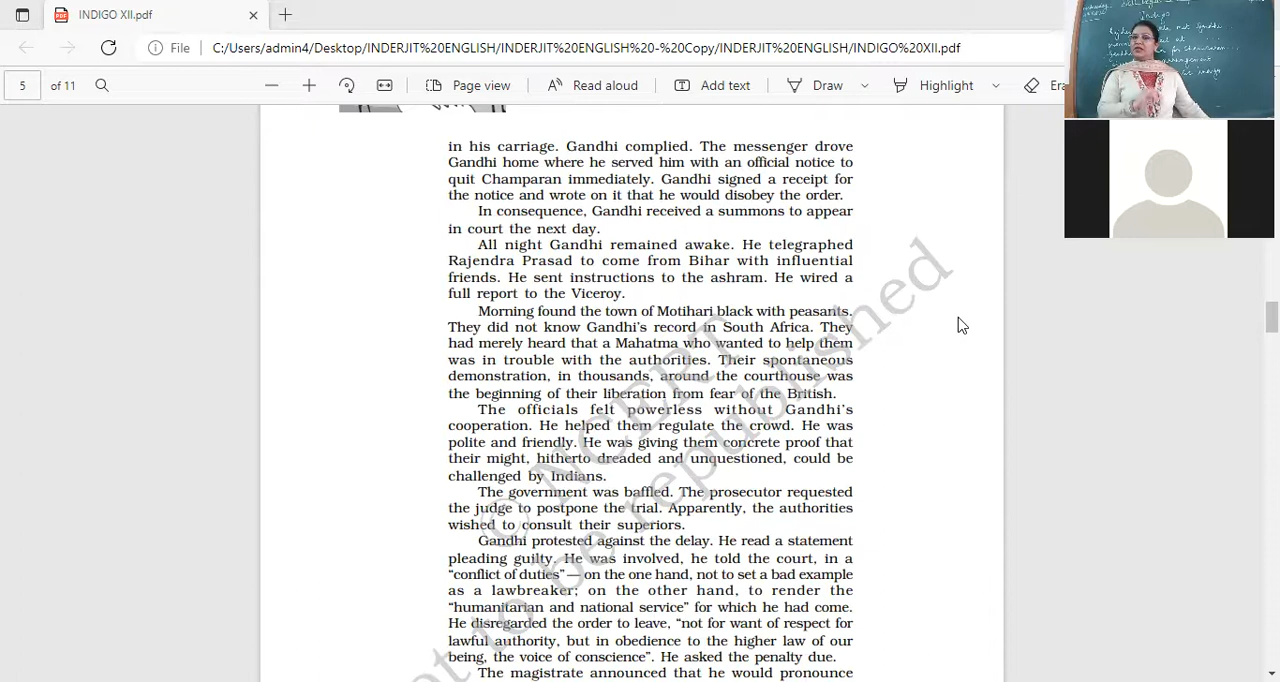 INDIGO XII.pdf
File C:/Users/admin4/Desktop/INDERJIT%20ENGLISH/INDERJIT%20ENGLISH%20-%20Copy/INDERJIT%20ENGLISH/INDIGO%20XII.pdf
5 of 11 Page view Read aloud Add text Draw Highlight Era
in his carriage. Gandhi complied. The messenger drove
Gandhi home where he served him with an official notice to
quit Champaran immediately. Gandhi signed a receipt for
the notice and wrote on it that he would disobey the order.
In consequence, Gandhi received a summons to appear
in court the next day.
All night Gandhi remained awake. He telegraphed
Rajendra Prasad to come from Bihar with influential
friends. He sent instructions to the ashram. He wired a
full report to the Viceroy.
Morning found the town of Motihari black with peasants.
They did not know Gandhi's record in South Africa. They
had merely heard that a Mahatma who wanted to help them
was in trouble with the authorities. Their spontaneous
demonstration, in thousands, around the courthouse was
the beginning of their liberation from fear of the British.
The officials felt powerless without Gandhi's
cooperation. He helped them regulate the crowd. He was
polite and friendly. He was giving them concrete proof that
their might, hitherto dreaded and unquestioned, could be
challenged by Indians.
The government was baffled. The prosecutor requested
the judge to postpone the trial. Apparently, the authorities
wished to consult their superiors.
Gandhi protested against the delay. He read a statement
pleading guilty. He was involved, he told the court, in a
“conflict of duties”— on the one hand, not to set a bad example
as a lawbreaker; on the other hand, to render the
“humanitarian and national service” for which he had come.
He disregarded the order to leave, “not for want of respect for
lawful authority, but in obedience to the higher law of our
being, the voice of conscience”. He asked the penalty due.
The magistrate announced that he would pronounce
© NCERT
not to be republished